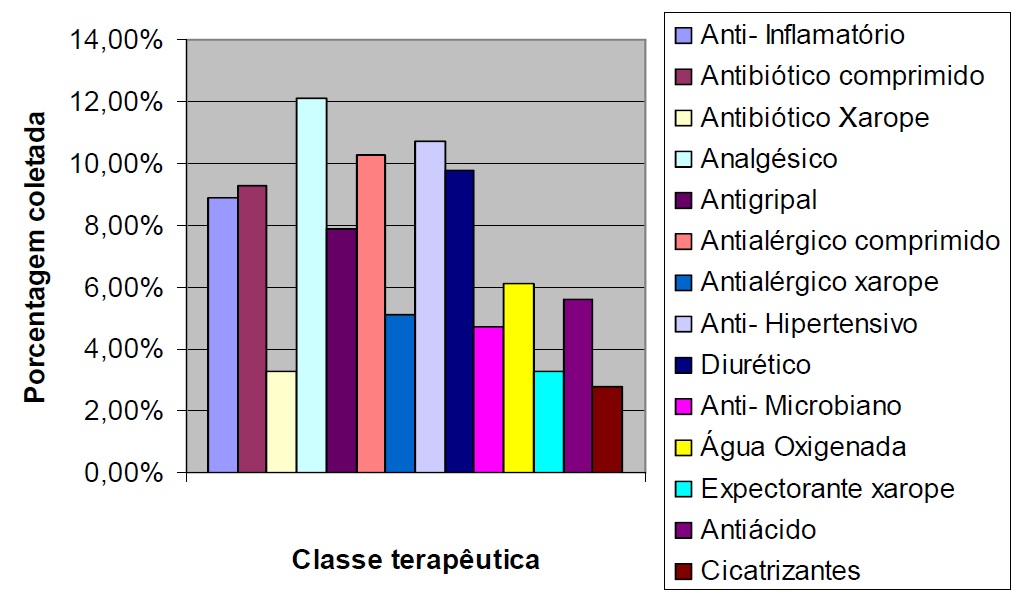 14,00%
12,00%
10,00%
8,00%
6,00%
4,00%
2,00%
0,00%
Porcentagem coletada
Classe terapêutica
Anti- Inflamatório
Antibiótico comprimido
Antibiótico Xarope
Analgésico
Antigripal
Antialérgico comprimido
Antialérgico xarope
Anti- Hipertensivo
Diurético
Anti- Microbiano
Água Oxigenada
Expectorante xarope
Antiácido
Cicatrizantes